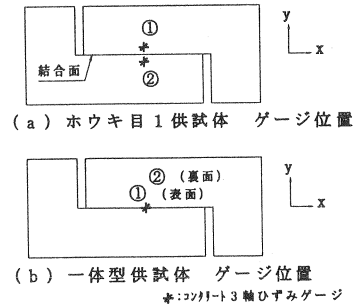 ①
y
x
結合面
②
(a) ホウキ目1供試体 ゲージ位置
② (裏面)
① (表面)
y
x
(b) 一体型供試体 ゲージ位置
*:コンクリート3軸ひずみゲージ